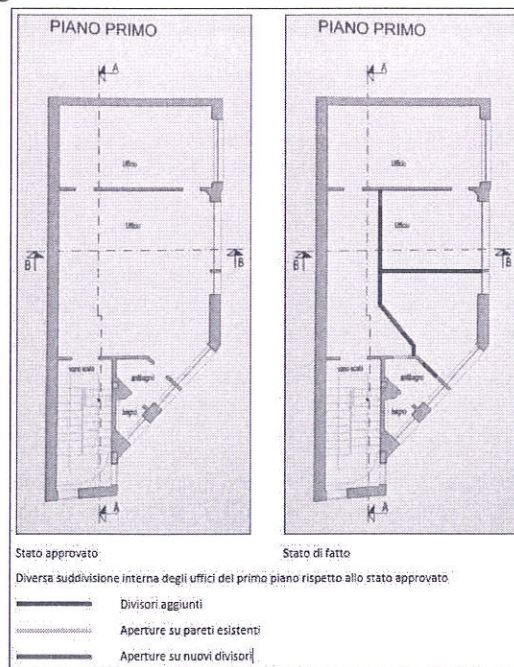 PIANO PRIMO
A
Ufficio
Ufficio
B
B
vano scala
antibagno
bagno
A
PIANO PRIMO
A
Ufficio
Ufficio
B
B
vano scala
antibagno
bagno
A
Stato approvato
Stato di fatto
Diversa suddivisione interna degli uffici del primo piano rispetto allo stato approvato
Divisori aggiunti
Aperture su pareti esistenti
Aperture su nuovi divisori